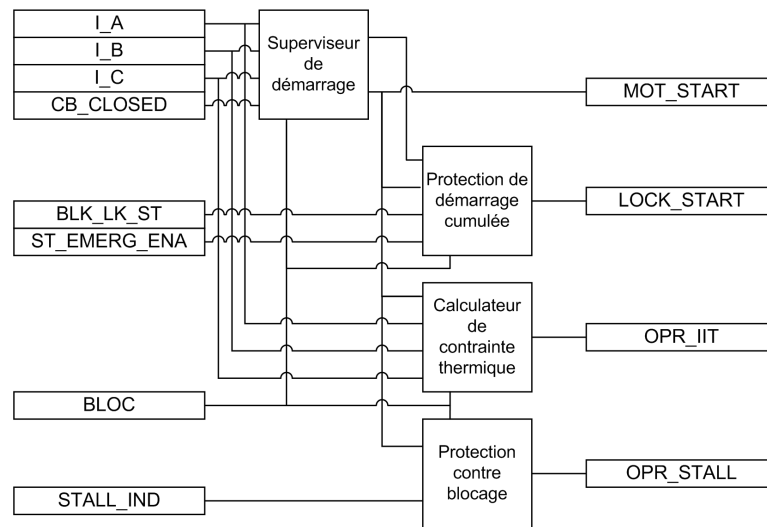 I_A
I_B
I_C
CB_CLOSED
Superviseur
de
démarrage
MOT_START
BLK_LK_ST
ST_EMERG_ENA
Protection de
démarrage
cumulée
LOCK_START
Calculateur
de
contrainte
thermique
OPR_IIT
BLOC
Protection
contre
blocage
OPR_STALL
STALL_IND